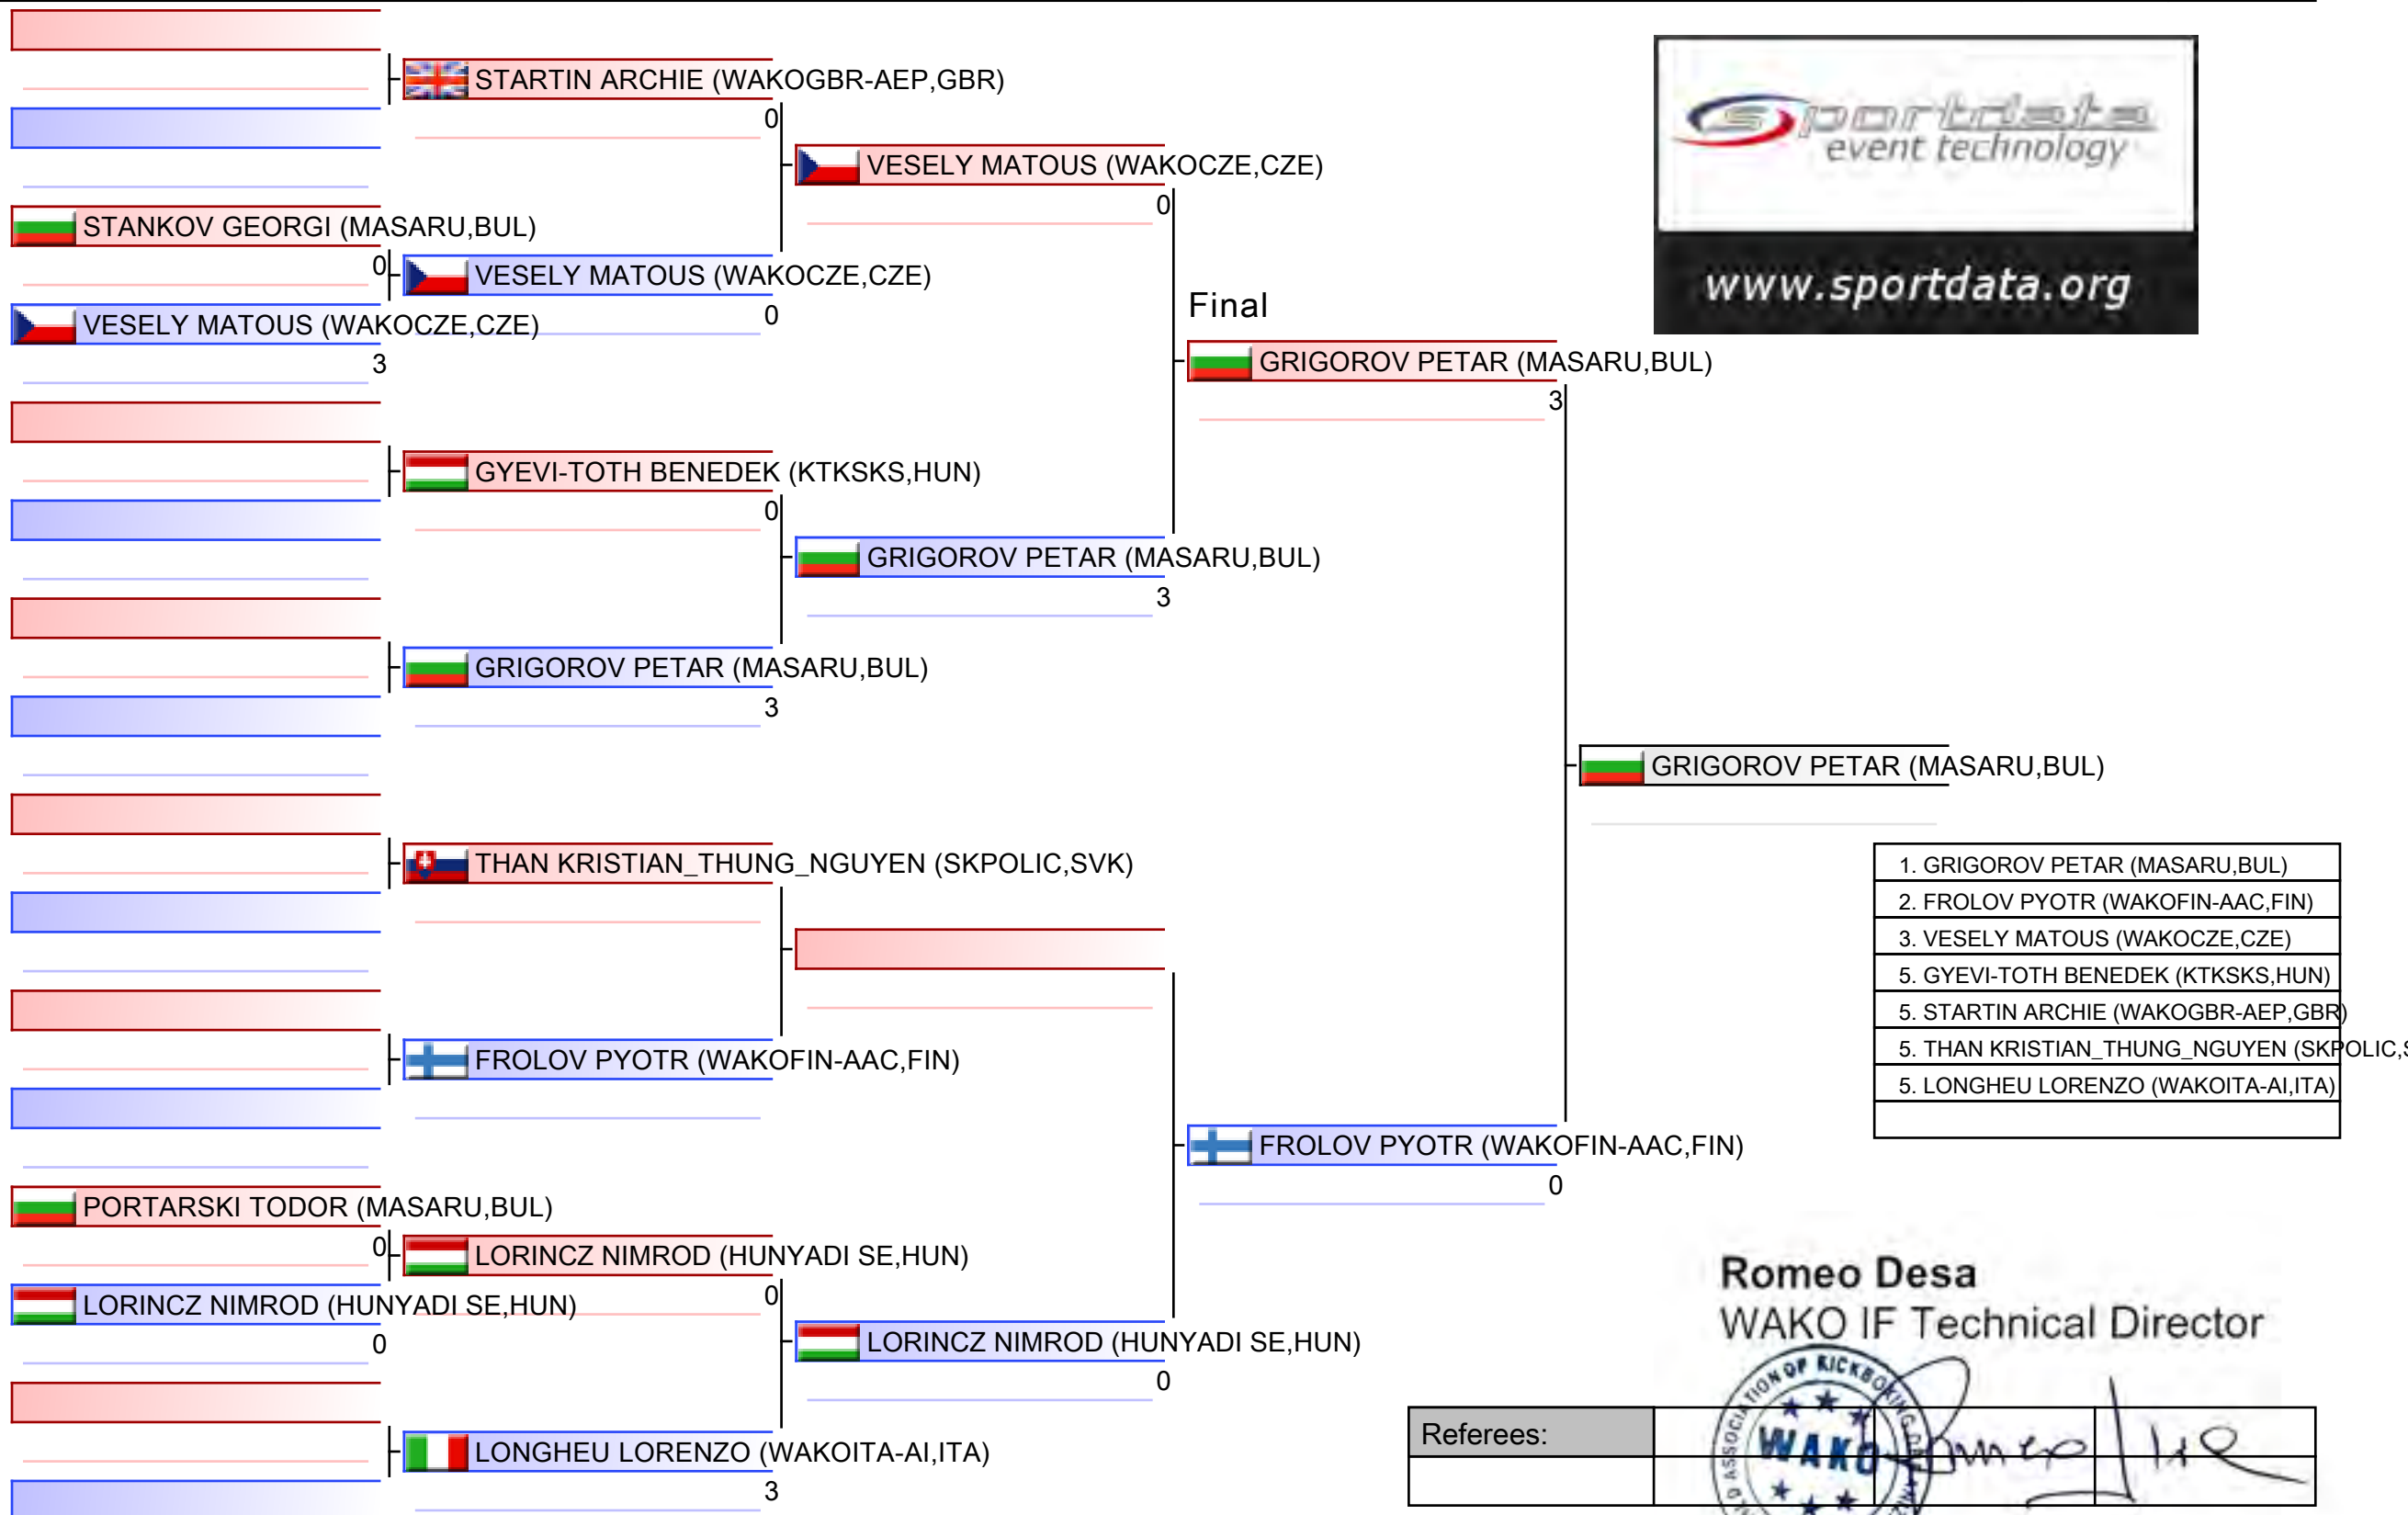 STARTIN ARCHIE (WAKOGBR-AEP,GBR)
0
sportdata
event technology
www.sportdata.org
VESELY MATOUS (WAKOCZE,CZE)
0
STANKOV GEORGI (MASARU,BUL)
0
VESELY MATOUS (WAKOCZE,CZE)
0
VESELY MATOUS (WAKOCZE,CZE)
3
Final
GRIGOROV PETAR (MASARU,BUL)
3
GYEVI-TOTH BENEDEK (KTKSKS,HUN)
0
GRIGOROV PETAR (MASARU,BUL)
3
GRIGOROV PETAR (MASARU,BUL)
3
GRIGOROV PETAR (MASARU,BUL)
THAN KRISTIAN_THUNG_NGUYEN (SKPOLIC,SVK)
1. GRIGOROV PETAR (MASARU,BUL)
2. FROLOV PYOTR (WAKOFIN-AAC,FIN)
3. VESELY MATOUS (WAKOCZE,CZE)
5. GYEVI-TOTH BENEDEK (KTKSKS,HUN)
5. STARTIN ARCHIE (WAKOGBR-AEP,GBR)
5. THAN KRISTIAN_THUNG_NGUYEN (SKPOLIC,S
5. LONGHEU LORENZO (WAKOITA-AI,ITA)
FROLOV PYOTR (WAKOFIN-AAC,FIN)
FROLOV PYOTR (WAKOFIN-AAC,FIN)
0
PORTARSKI TODOR (MASARU,BUL)
0
LORINCZ NIMROD (HUNYADI SE,HUN)
0
LORINCZ NIMROD (HUNYADI SE,HUN)
0
LORINCZ NIMROD (HUNYADI SE,HUN)
0
LONGHEU LORENZO (WAKOITA-AI,ITA)
3
Romeo Desa
WAKO IF Technical Director
ASSOCIATION OF KICKBOXING
WAKO
Referees: